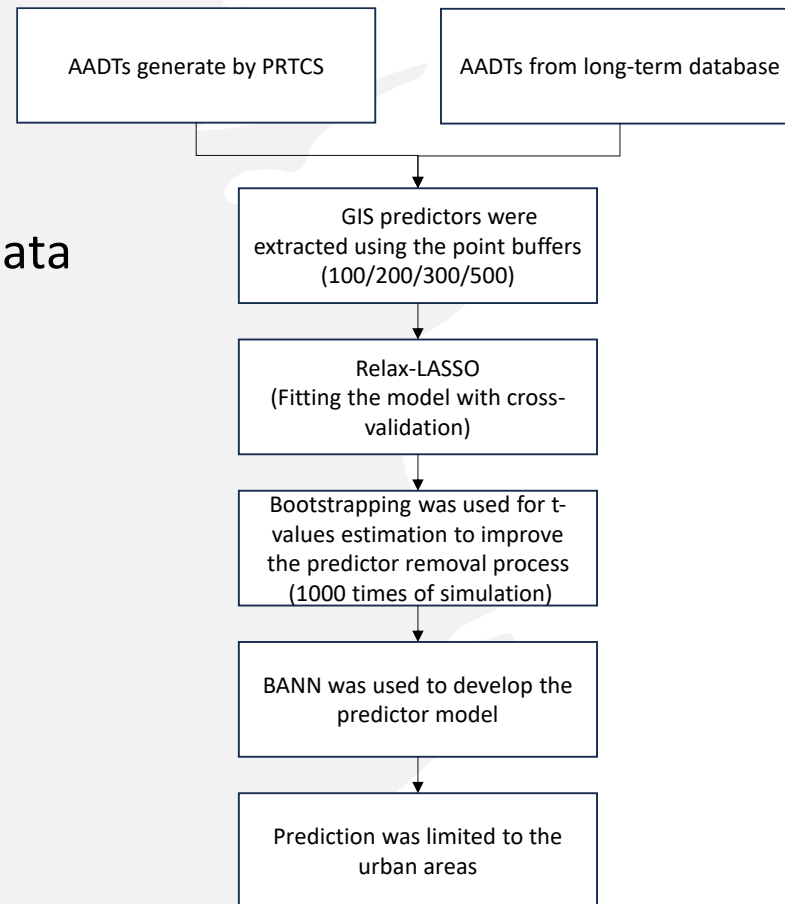 AADTs generate by PRTCS
AADTs from long-term database
ata
GIS predictors were
extracted using the point buffers
(100/200/300/500)
Relax-LASSO
(Fitting the model with cross-
validation)
Bootstrapping was used for t-
values estimation to improve
the predictor removal process
(1000 times of simulation)
BANN was used to develop the
predictor model
Prediction was limited to the
urban areas